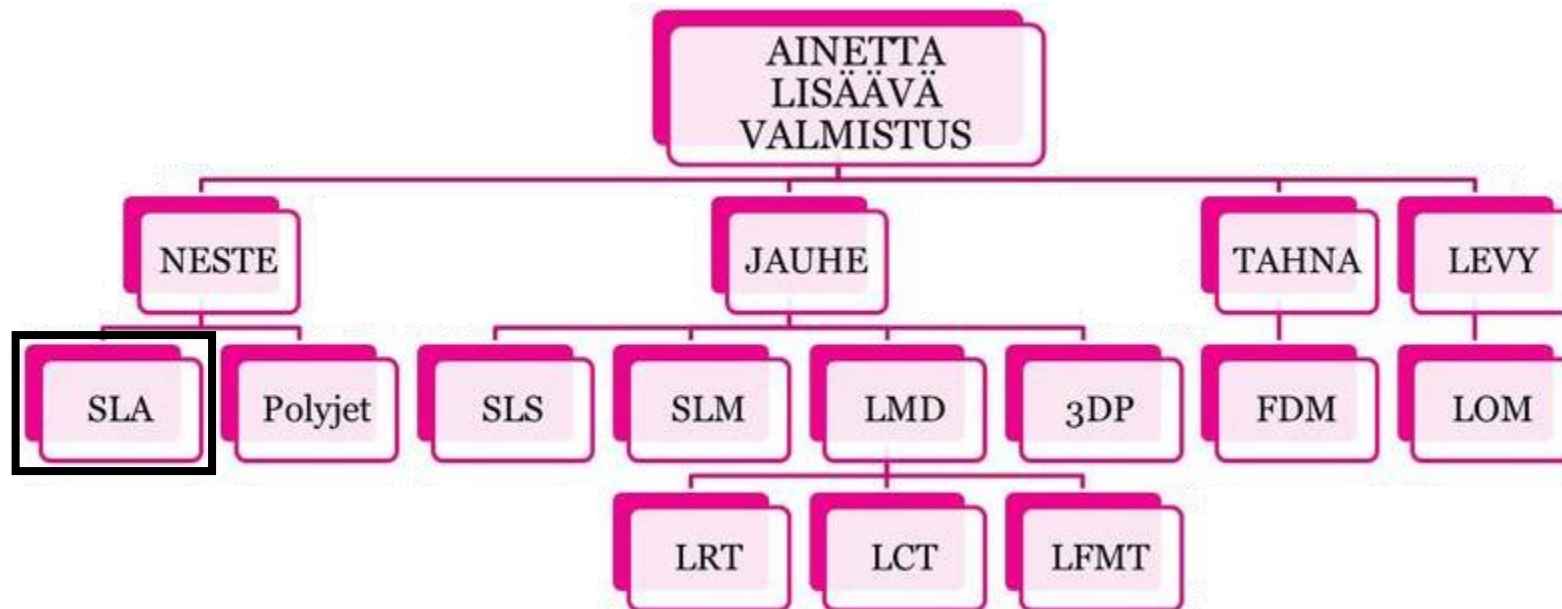 AINETTA
LISÄÄVÄ
VALMISTUS
NESTE
JAUHE
TAHNA
LEVY
SLA
Polyjet
SLS
SLM
LMD
3DP
FDM
LOM
LRT
LCT
LFMT